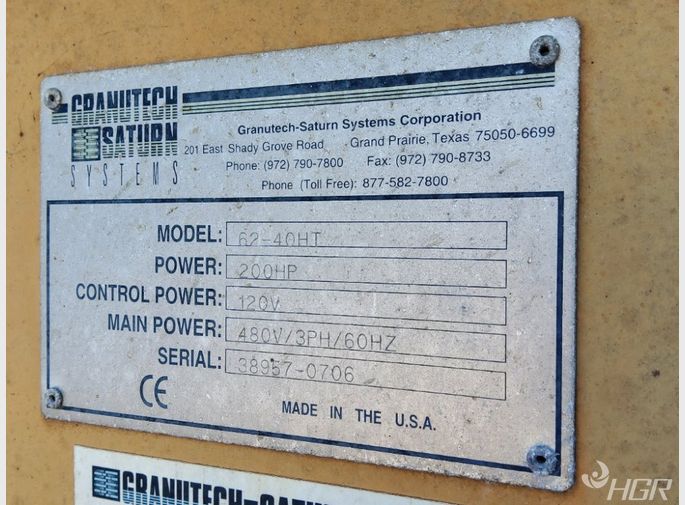 GRANUTECH
SATURN
SYSTEMS
Granutech-Saturn Systems Corporation
201 East Shady Grove Road Grand Prairie, Texas 75050-6699
Phone: (972) 790-7800 Fax: (972) 790-8733
Phone (Toll Free): 877-582-7800
MODEL: 62-40HT
POWER: 200HP
CONTROL POWER: 120V
MAIN POWER: 480V/3PH/60HZ
SERIAL: 38957-0706
CE
MADE IN THE U.S.A.
GRANUTECH-SATU
HGR